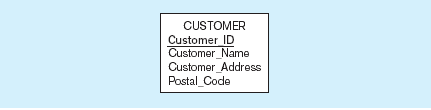 CUSTOMER
Customer_ID
Customer_Name
Customer_Address
Postal_Code